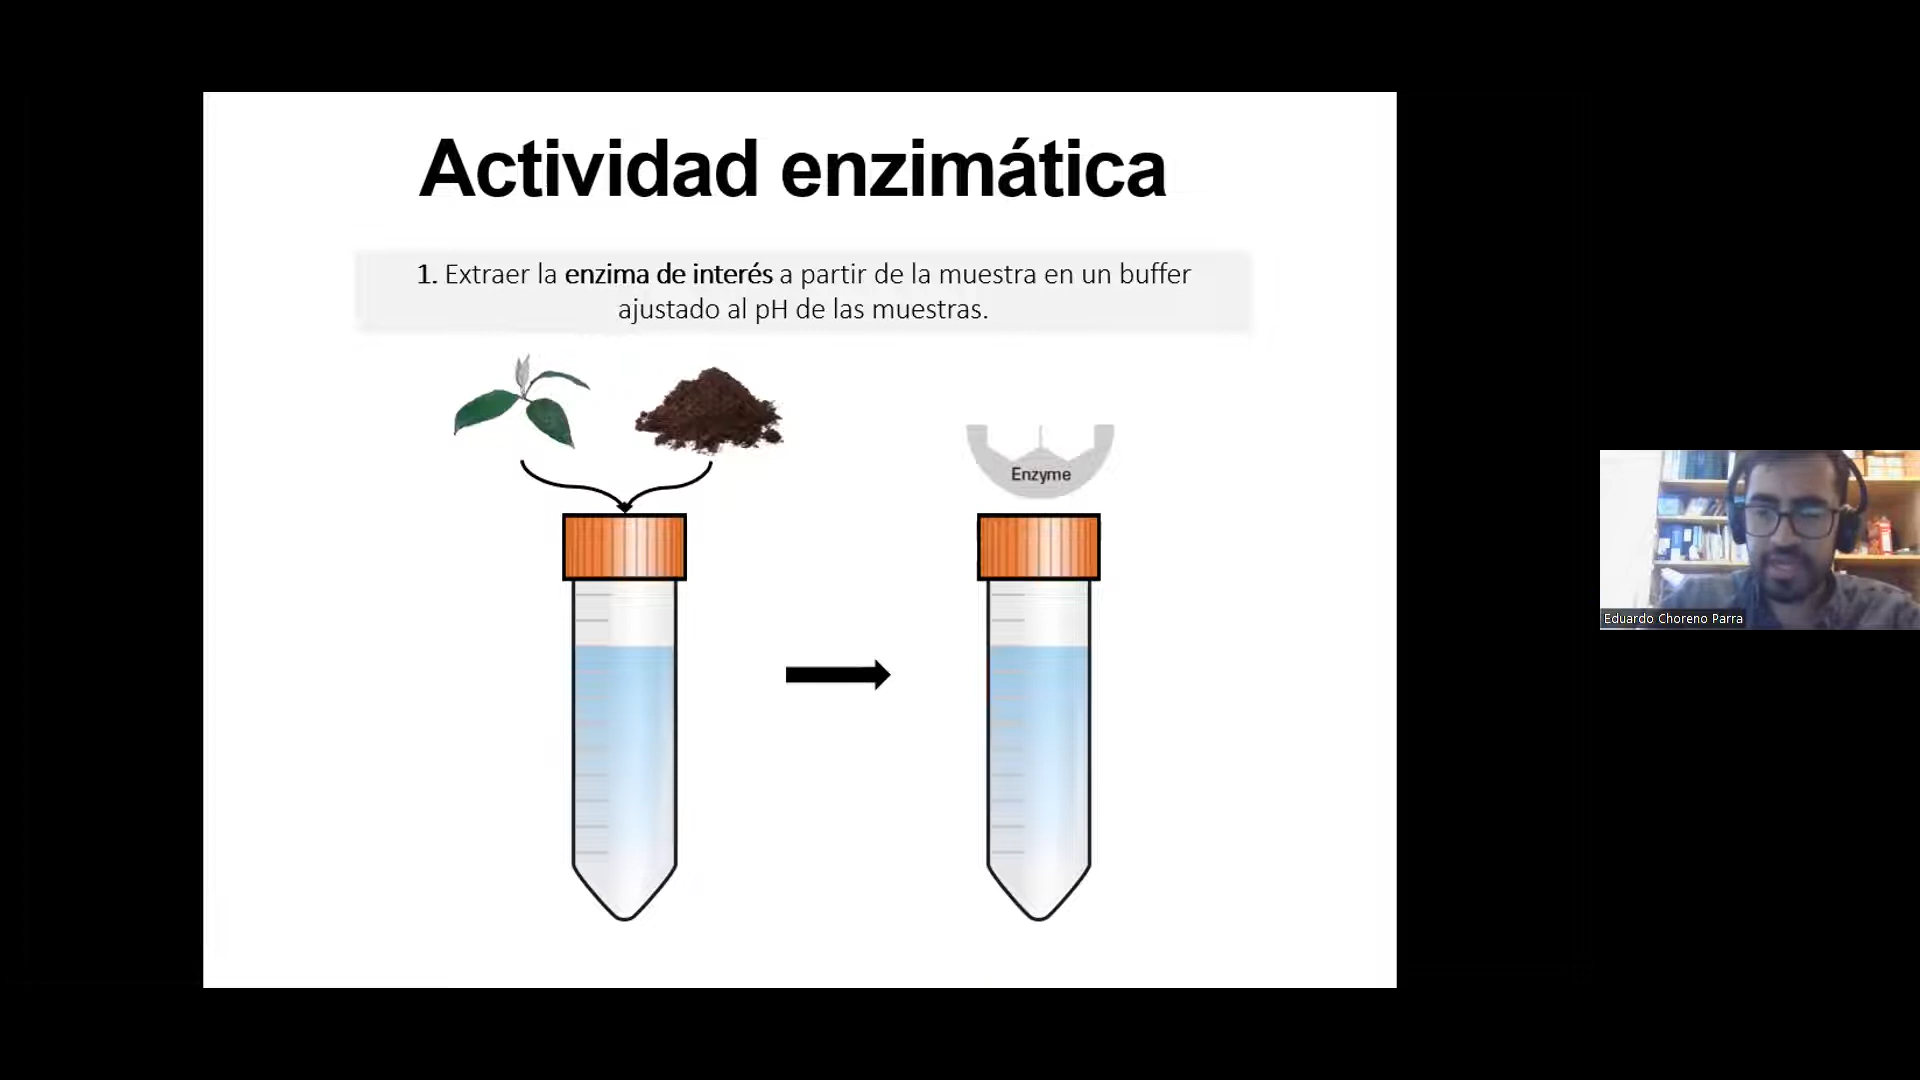 Actividad enzimática
1. Extraer la enzima de interés a partir de la muestra en un buffer
ajustado al pH de las muestras.
Enzyme
Eduardo Choreno Parra